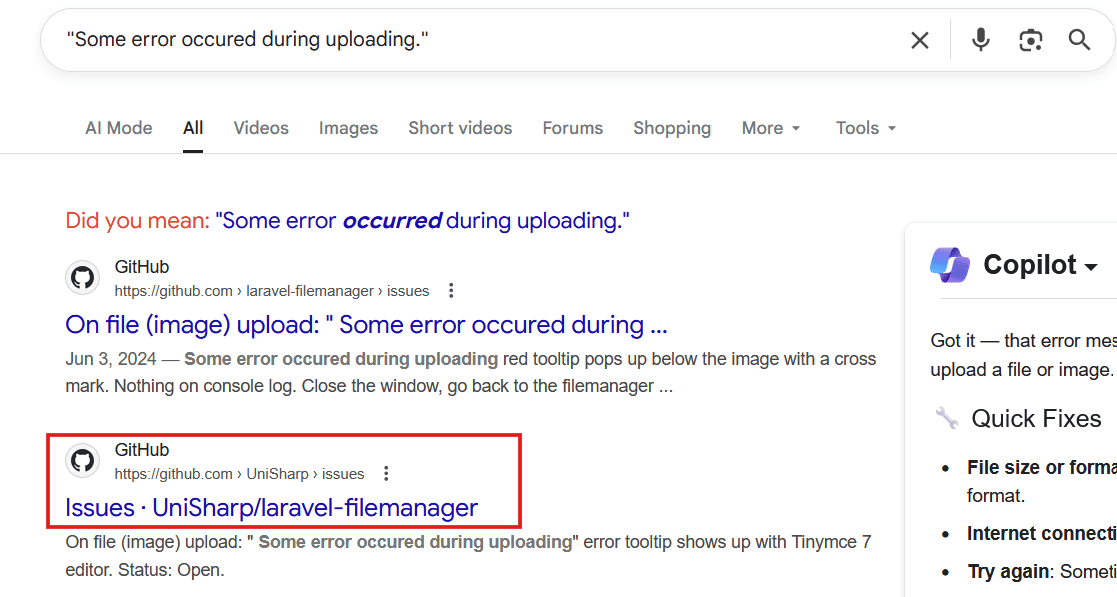 "Some error occured during uploading."
AI Mode All Videos Images Short videos Forums Shopping More Tools
Did you mean: "Some error occurred during uploading."
GitHub
https://github.com › laravel-filemanager › issues
On file (image) upload: " Some error occured during ...
Jun 3, 2024 — Some error occured during uploading red tooltip pops up below the image with a cross
mark. Nothing on console log. Close the window, go back to the filemanager ...
GitHub
https://github.com › UniSharp › issues
Issues · UniSharp/laravel-filemanager
On file (image) upload: " Some error occured during uploading" error tooltip shows up with Tinymce 7
editor. Status: Open.
Copilot
Got it — that error mes
upload a file or image.
Quick Fixes
• File size or forma
format.
• Internet connecti
• Try again: Someti